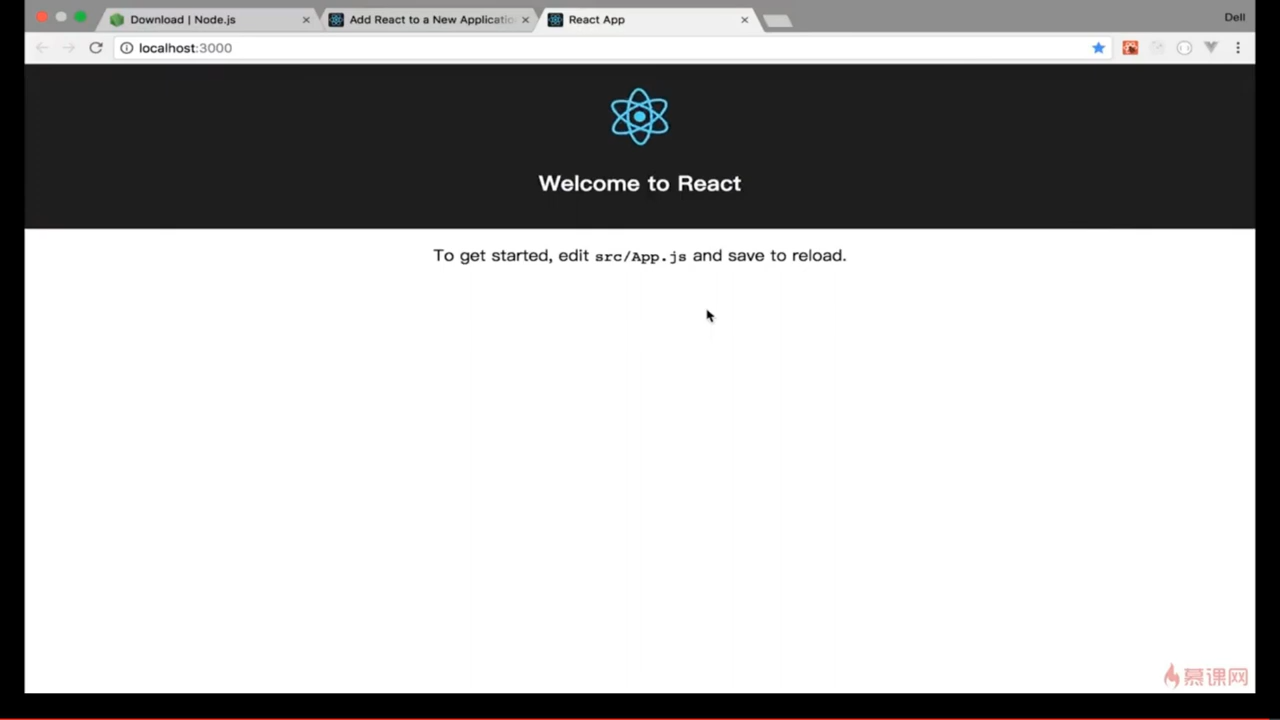 Download | Node.js
Add React to a New Applicatio
React App
Dell
localhost:3000
Welcome to React
To get started, edit src/App.js and save to reload.
慕课网